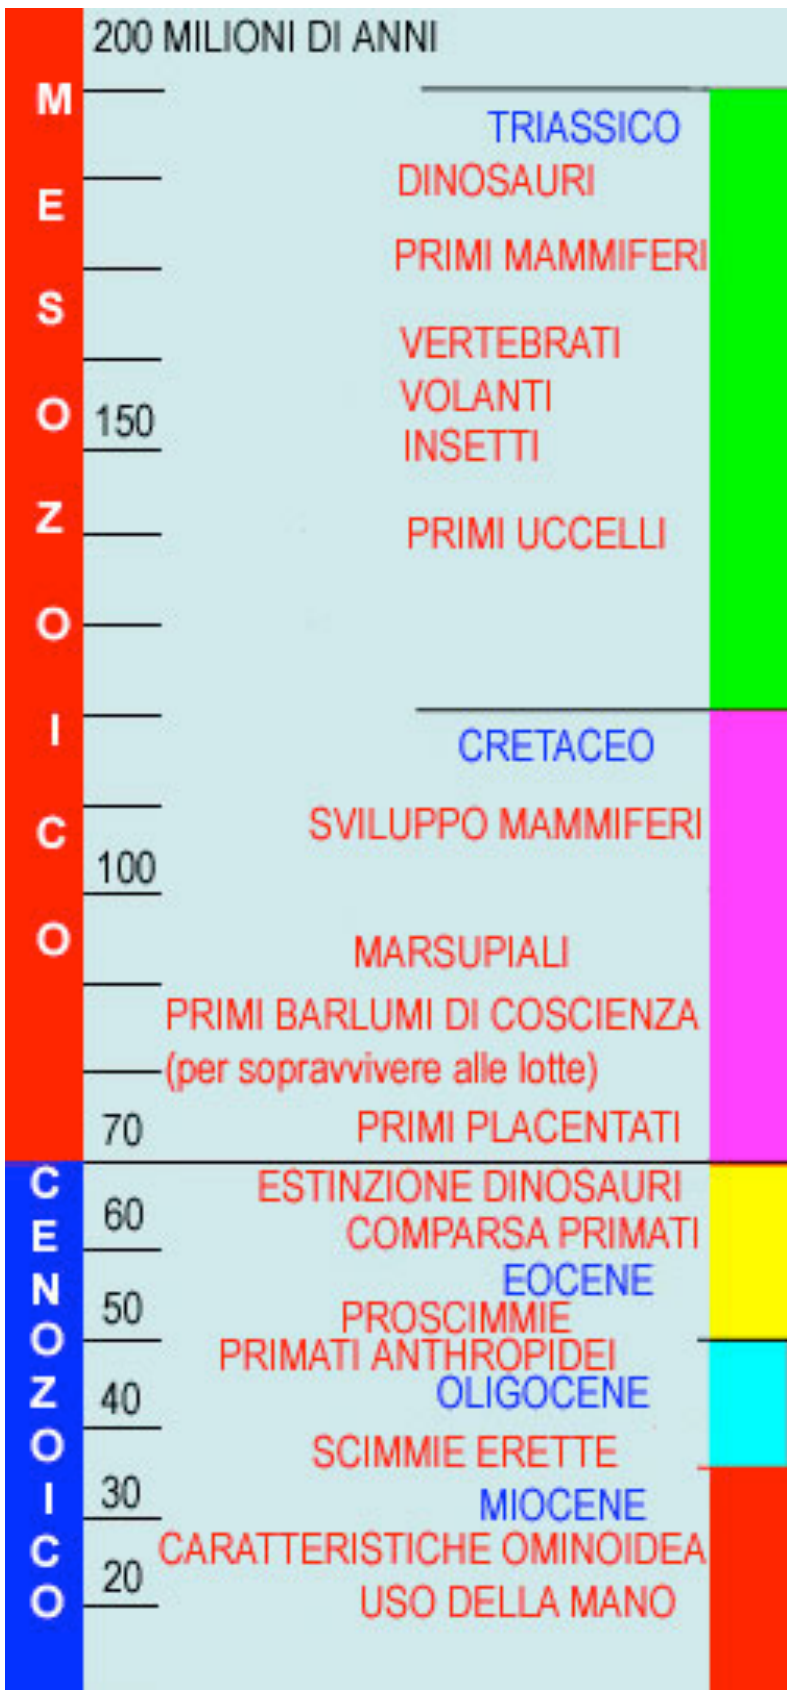 200 MILIONI DI ANNI
MESOZOICO
TRIASSICO
DINOSAURI
PRIMI MAMMIFERI
VERTEBRATI
VOLANTI
150
INSETTI
PRIMI UCCELLI
CRETACEO
SVILUPPO MAMMIFERI
100
MARSUPIALI
PRIMI BARLUMI DI COSCIENZA
(per sopravvivere alle lotte)
70
PRIMI PLACENTATI
CENOZOICO
ESTINZIONE DINOSAURI
60
COMPARSA PRIMATI
EOCENE
50
PROSCIMMIE
PRIMATI ANTHROPIDEI
40
OLIGOCENE
SCIMMIE ERETTE
30
MIOCENE
CARATTERISTICHE OMINOIDEA
20
USO DELLA MANO